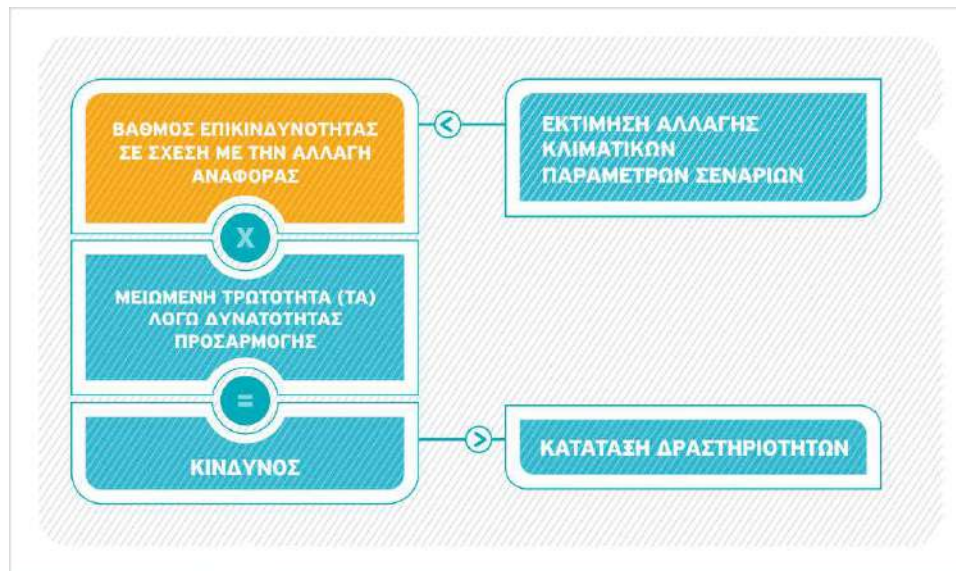 ΒΑΘΜΟΣ ΕΠΙΚΙΝΔΥΝΟΤΗΤΑΣ
ΣΕ ΣΧΕΣΗ ΜΕ ΤΗΝ ΑΛΛΑΓΗ
ΑΝΑΦΟΡΑΣ
X
ΜΕΙΩΜΕΝΗ ΤΡΩΤΟΤΗΤΑ (ΤΑ)
ΛΟΓΩ ΔΥΝΑΤΟΤΗΤΑΣ
ΠΡΟΣΑΡΜΟΓΗΣ
=
ΚΙΝΔΥΝΟΣ
<
ΕΚΤΙΜΗΣΗ ΑΛΛΑΓΗΣ
ΚΛΙΜΑΤΙΚΩΝ
ΠΑΡΑΜΕΤΡΩΝ ΣΕΝΑΡΙΩΝ
>
ΚΑΤΑΤΑΞΗ ΔΡΑΣΤΗΡΙΟΤΗΤΩΝ